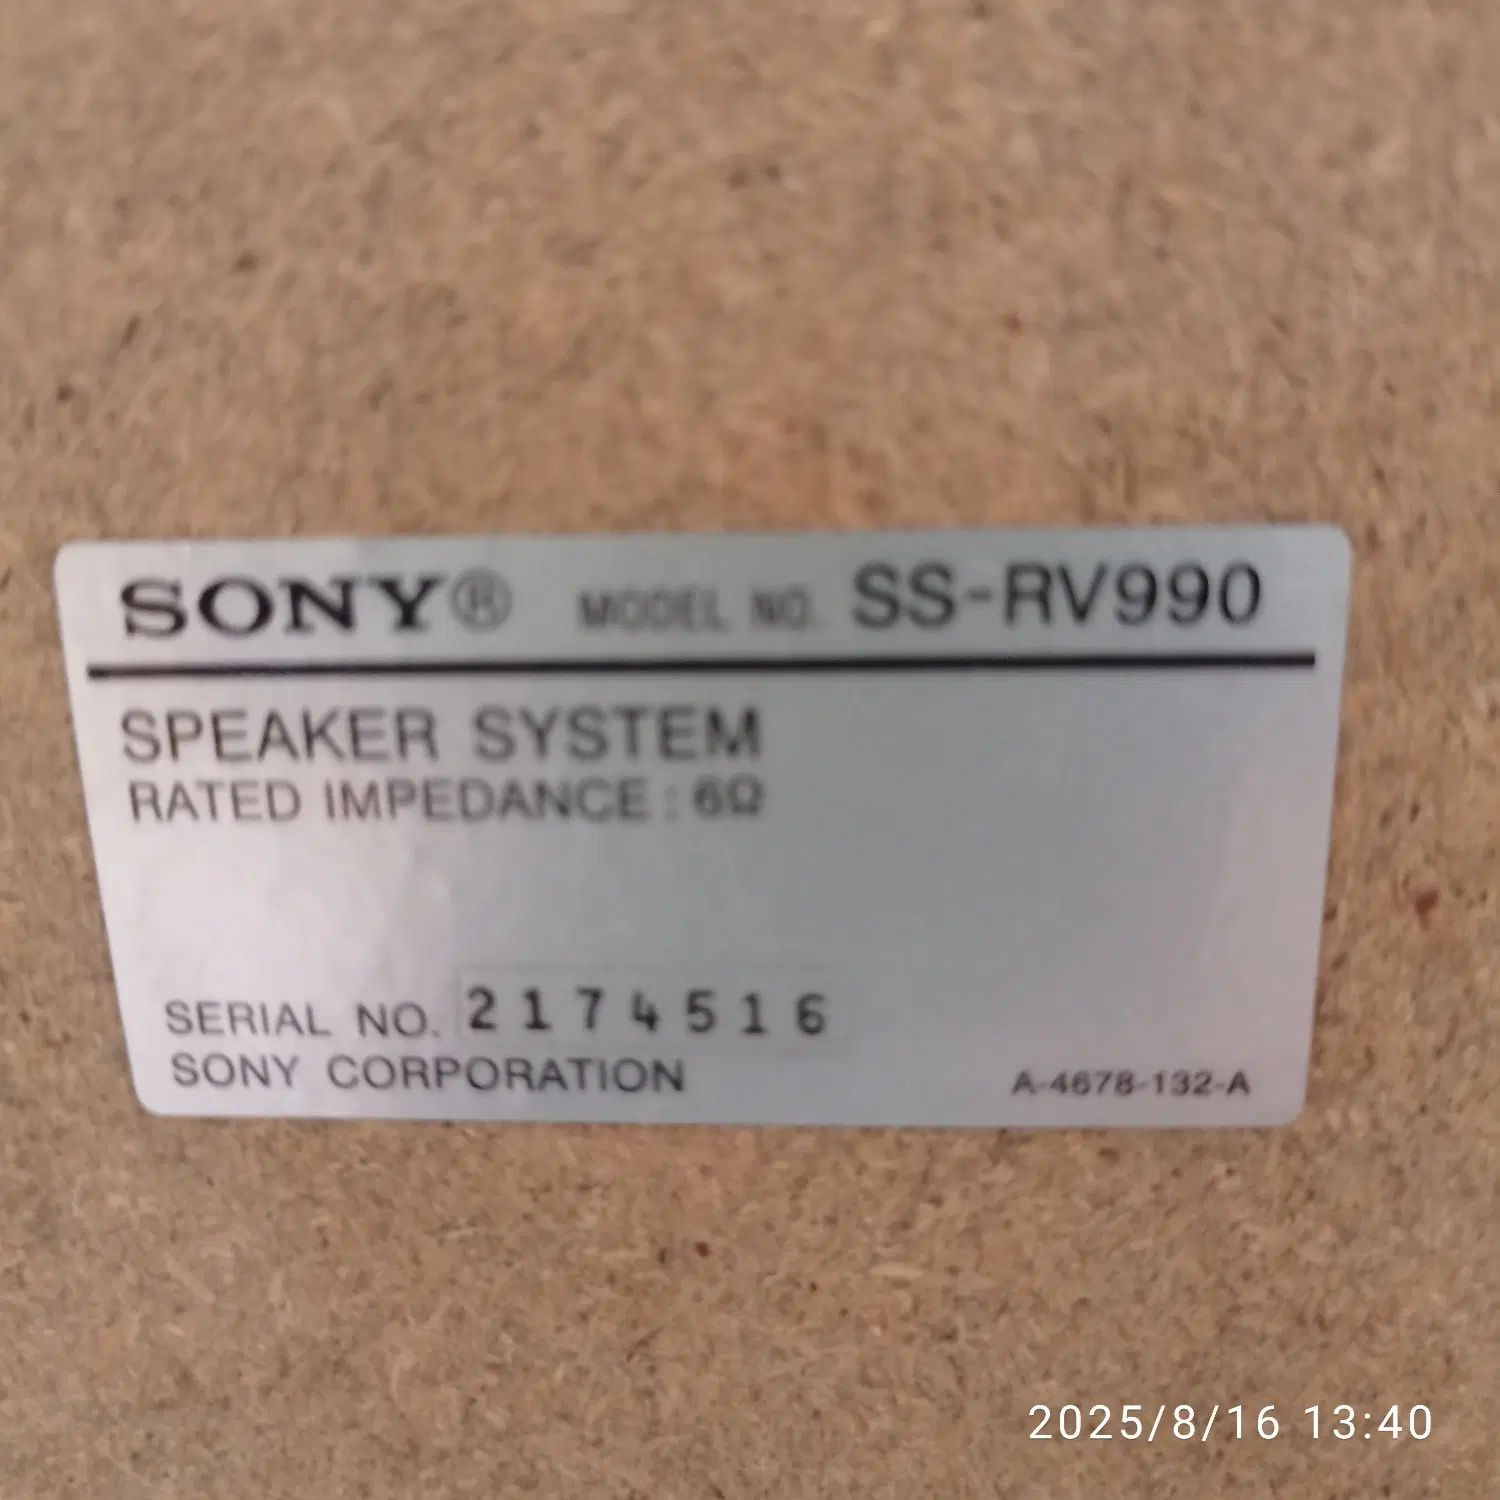 SONY® MODEL NO. SS-RV990
SPEAKER SYSTEM
RATED IMPEDANCE : 6Ω
SERIAL NO. 2174516
SONY CORPORATION A-4678-132-A
2025/8/16 13:40